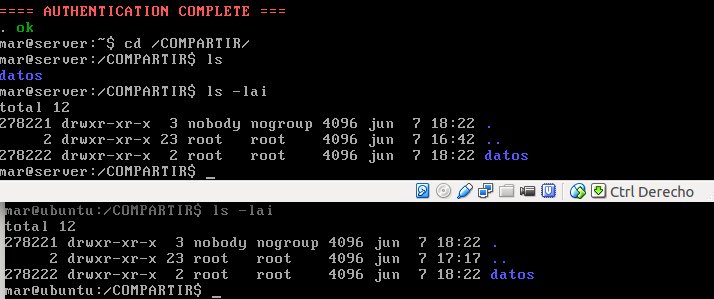 ==== AUTHENTICATION COMPLETE ===
. ok
mar@server:~$ cd /COMPARTIR/
mar@server:/COMPARTIR$ ls
datos
mar@server:/COMPARTIR$ ls -lai
total 12
278221 drwxr-xr-x  3 nobody nogroup 4096 jun  7 18:22 .
     2 drwxr-xr-x 23 root   root    4096 jun  7 16:42 ..
278222 drwxr-xr-x  2 root   root    4096 jun  7 18:22 datos
mar@server:/COMPARTIR$ _
Ctrl Derecho
mar@ubuntu:/COMPARTIR$ ls -lai
total 12
278221 drwxr-xr-x  3 nobody nogroup 4096 jun  7 18:22 .
     2 drwxr-xr-x 23 root   root    4096 jun  7 17:17 ..
278222 drwxr-xr-x  2 root   root    4096 jun  7 18:22 datos
mar@ubuntu:/COMPARTIR$ _